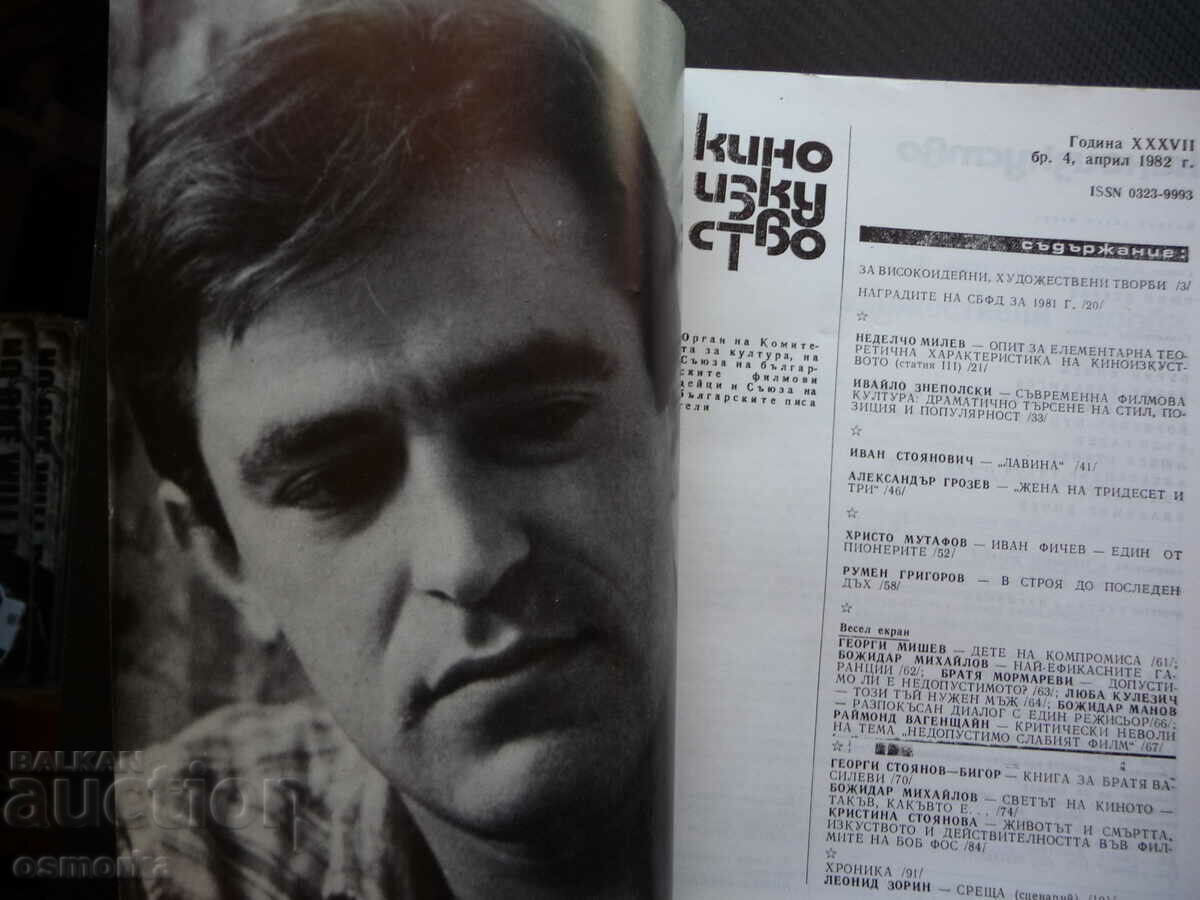 кино
изку
ство
Орган на Комите-
та за култура, на
Съюза на българ-
ските филмови
дейци и Съюза на
българските писа
тели
Година XXXVII
бр. 4, април 1982 г.
ISSN 0323-9993
съдържание:
ЗА ВИСОКОИДЕЙНИ, ХУДОЖЕСТВЕНИ ТВОРБИ /3/
НАГРАДИТЕ НА СБФД ЗА 1981 Г. /20/
☆
НЕДЕЛЧО МИЛЕВ — ОПИТ ЗА ЕЛЕМЕНТАРНА ТЕО-
РЕТИЧНА ХАРАКТЕРИСТИКА НА КИНОИЗКУСТ-
ВОТО (статия III) /21/
ИВАЙЛО ЗНЕПОЛСКИ — СЪВРЕМЕННА ФИЛМОВА
КУЛТУРА: ДРАМАТИЧНО ТЪРСЕНЕ НА СТИЛ, ПО-
ЗИЦИЯ И ПОПУЛЯРНОСТ /33/
☆
ИВАН СТОЯНОВИЧ — „ЛАВИНА“ /41/
АЛЕКСАНДЪР ГРОЗЕВ — „ЖЕНА НА ТРИДЕСЕТ И
ТРИ“ /46/
☆
ХРИСТО МУТАФОВ — ИВАН ФИЧЕВ — ЕДИН ОТ
ПИОНЕРИТЕ /52/
РУМЕН ГРИГОРОВ — В СТРОЯ ДО ПОСЛЕДЕН
ДЪХ /58/
☆
Весел екран
ГЕОРГИ МИШЕВ — ДЕТЕ НА КОМПРОМИСА /61/;
БОЖИДАР МИХАЙЛОВ — НАЙ-ЕФИКАСНИТЕ ГА-
РАНЦИИ /62/; БРАТЯ МОРМАРЕВИ — ДОПУСТИ-
МО ЛИ Е НЕДОПУСТИМОТО? /63/; ЛЮБА КУЛЕЗИЧ
— ТОЗИ ТЪЙ НУЖЕН МЪЖ /64/; БОЖИДАР МАНОВ
— РАЗПОКЪСАН ДИАЛОГ С ЕДИН РЕЖИСЬОР/66/;
РАЙМОНД ВАГЕНЩАЙН — КРИТИЧЕСКИ НЕВОЛИ
НА ТЕМА „НЕДОПУСТИМО СЛАБИЯТ ФИЛМ“ /67/
☆
ГЕОРГИ СТОЯНОВ—БИГОР — КНИГА ЗА БРАТЯ ВА-
СИЛЕВИ /70/
БОЖИДАР МИХАЙЛОВ — СВЕТЪТ НА КИНОТО —
ТАКЪВ, КАКЪВТО Е. . . /74/
КРИСТИНА СТОЯНОВА — ЖИВОТЪТ И СМЪРТТА,
ИЗКУСТВОТО И ДЕЙСТВИТЕЛНОСТТА ВЪВ ФИЛ-
МИТЕ НА БОБ ФОС /84/
☆
ХРОНИКА /91/
ЛЕОНИД ЗОРИН — СРЕЩА (сценарий)
BALKAN
auction
osmonka